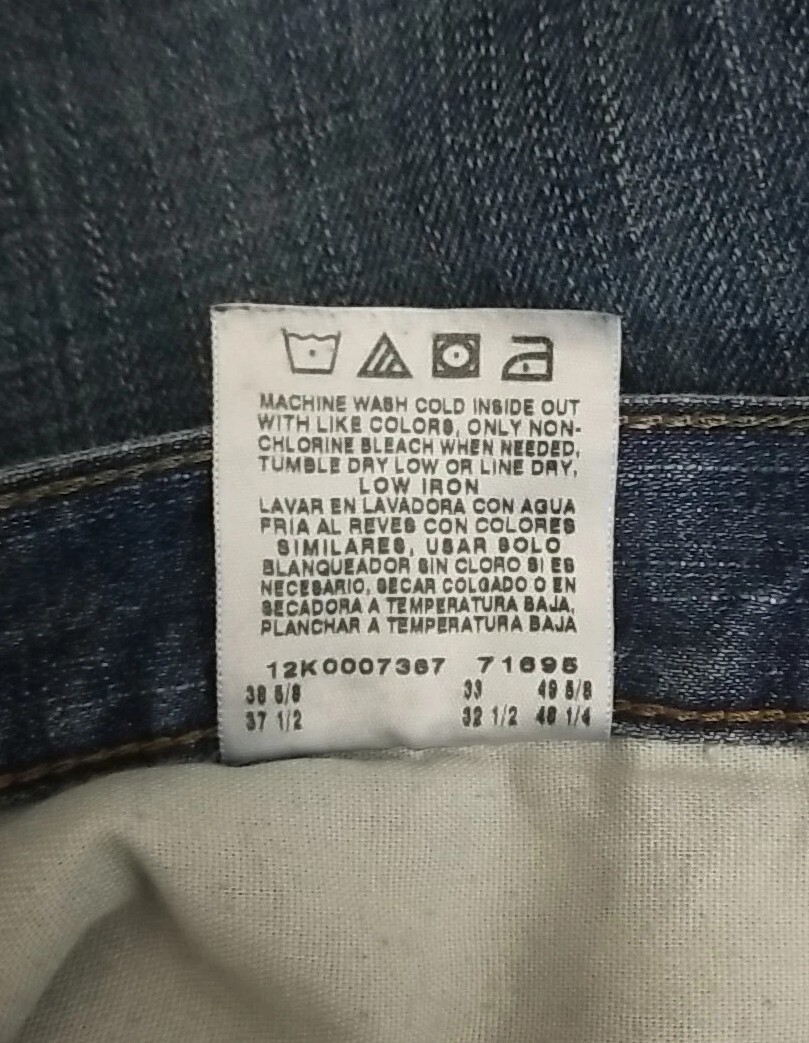 MACHINE WASH COLD INSIDE OUT
WITH LIKE COLORS, ONLY NON-
CHLORINE BLEACH WHEN NEEDED,
TUMBLE DRY LOW OR LINE DRY,
LOW IRON
LAVAR EN LAVADORA CON AGUA
FRIA AL REVES CON COLORES
SIMILARES, USAR SOLO
BLANQUEADOR SIN CLORO SI ES
NECESARIO, SECAR COLGADO O EN
SECADORA A TEMPERATURA BAJA,
PLANCHAR A TEMPERATURA BAJA
12K0007367 71695
38 5/8 33 49 5/8
37 1/2 32 1/2 48 1/4